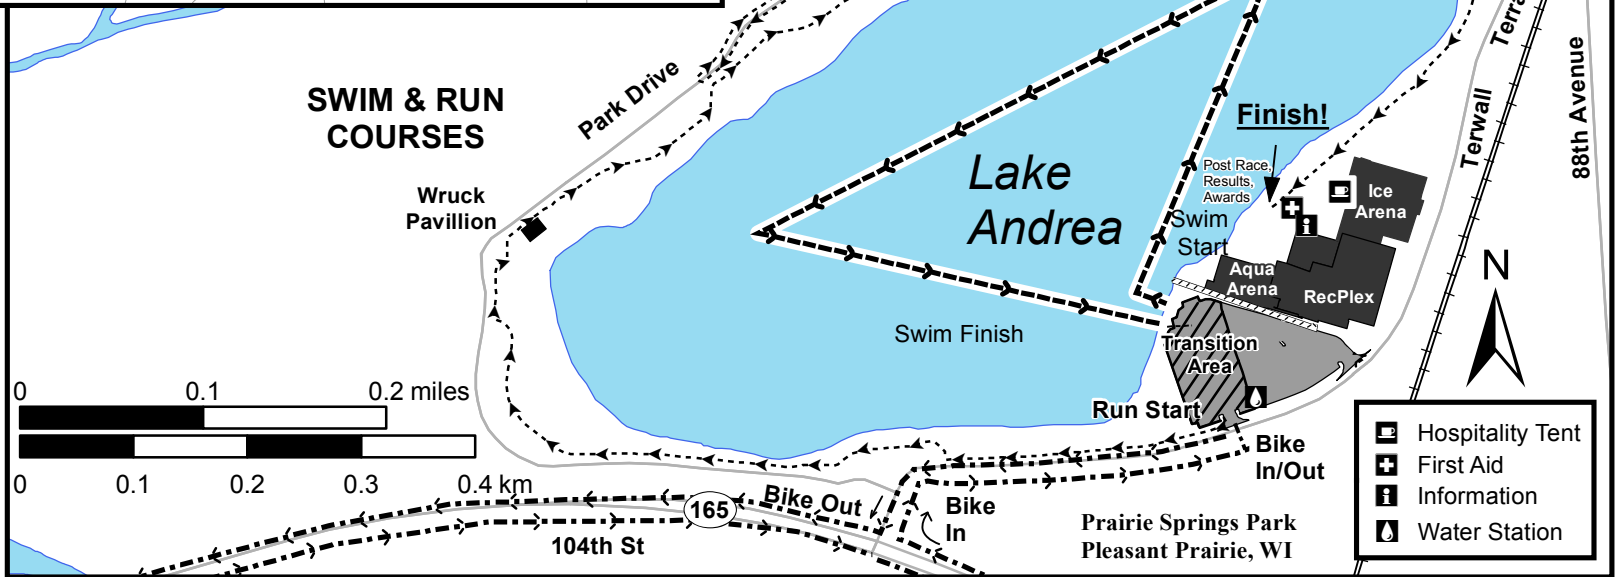 SWIM & RUN
COURSES
Park Drive
Wruck
Pavillion
Lake
Andrea
Finish!
Post Race,
Results,
Awards
Swim
Start
Ice
Arena
Aqua
Arena
RecPlex
Terra
Terwall
88th Avenue
N
Swim Finish
Transition
Area
Run Start
Bike
In/Out
Bike Out
Bike
In
165
104th St
0 0.1 0.2 miles
0 0.1 0.2 0.3 0.4 km
Prairie Springs Park
Pleasant Prairie, WI
Hospitality Tent
First Aid
Information
Water Station